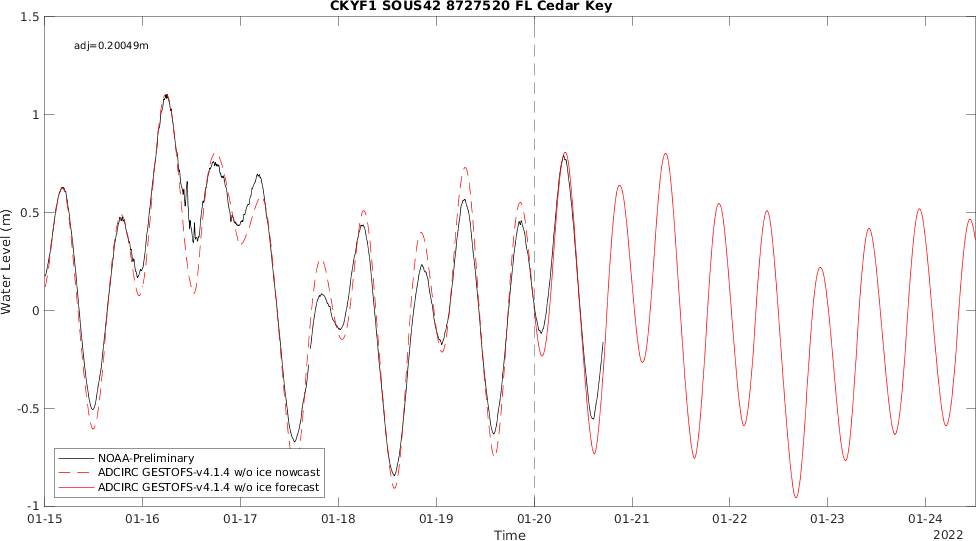 CKYF1 SOUS42 8727520 FL Cedar Key
adj=0.20049m
Water Level (m)
1.5
1
0.5
0
-0.5
-1
NOAA-Preliminary
ADCIRC GESTOFS-v4.1.4 w/o ice nowcast
ADCIRC GESTOFS-v4.1.4 w/o ice forecast
01-15 01-16 01-17 01-18 01-19 01-20 01-21 01-22 01-23 01-24
Time
2022